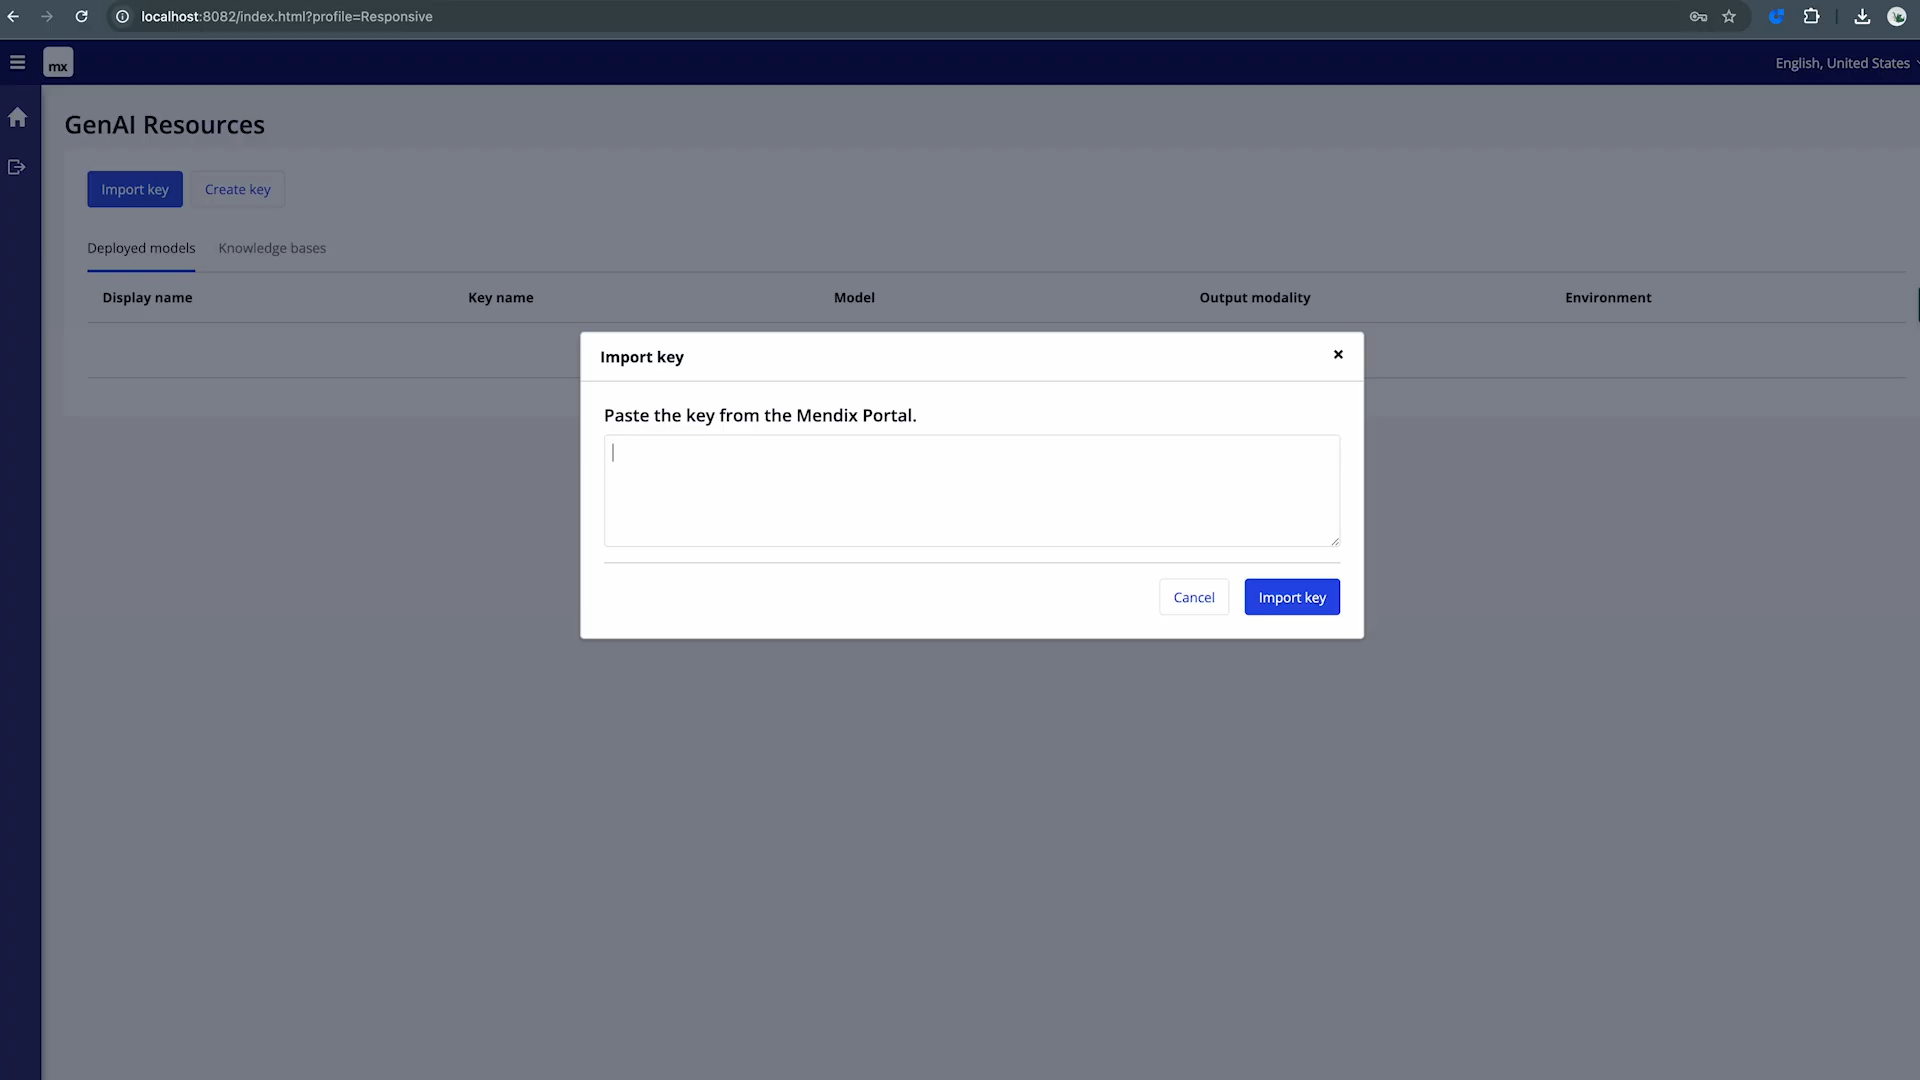 localhost:8082/index.html?profile=Responsive
mx
English, United States
GenAI Resources
Import key
Create key
Deployed models
Knowledge bases
Display name
Key name
Model
Output modality
Environment
Import key
Paste the key from the Mendix Portal.
Cancel
Import key